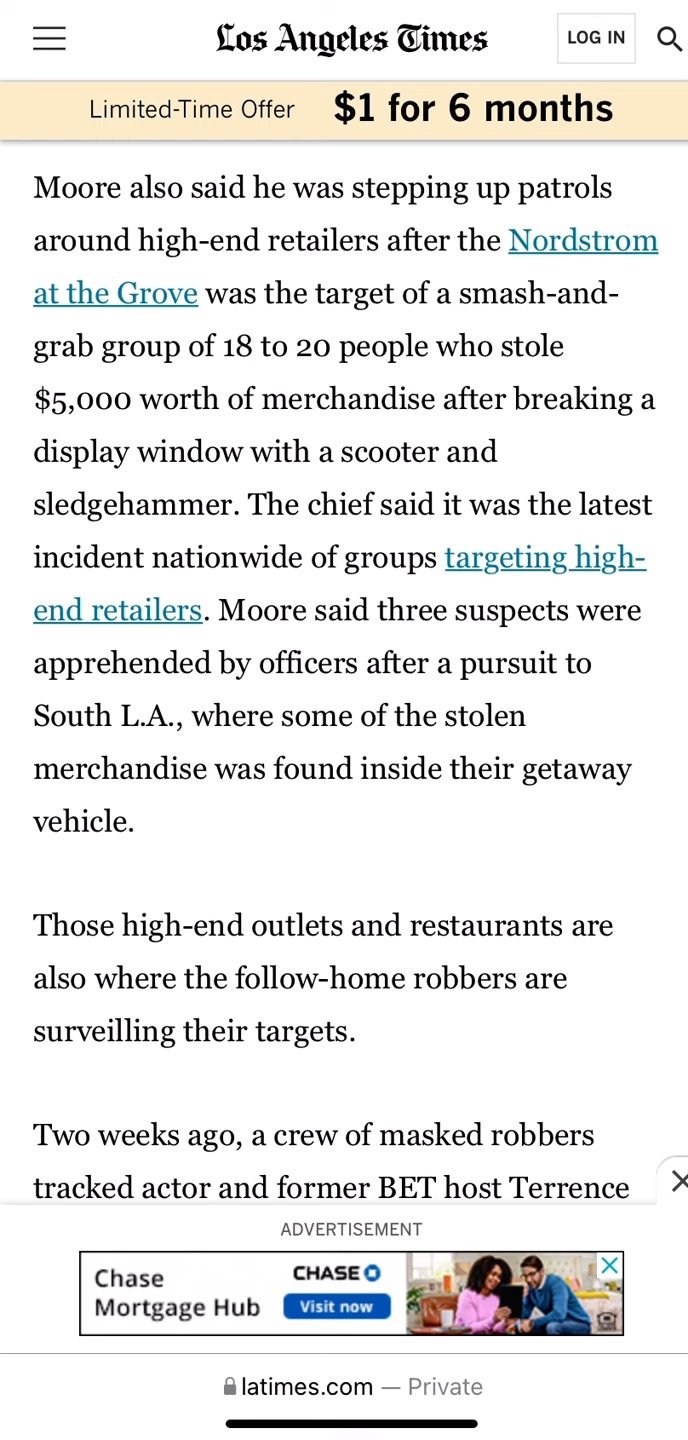 Los Angeles Times
LOG IN
Limited-Time Offer $1 for 6 months
Moore also said he was stepping up patrols
around high-end retailers after the Nordstrom
at the Grove was the target of a smash-and-
grab group of 18 to 20 people who stole
$5,000 worth of merchandise after breaking a
display window with a scooter and
sledgehammer. The chief said it was the latest
incident nationwide of groups targeting high-
end retailers. Moore said three suspects were
apprehended by officers after a pursuit to
South L.A., where some of the stolen
merchandise was found inside their getaway
vehicle.
Those high-end outlets and restaurants are
also where the follow-home robbers are
surveilling their targets.
Two weeks ago, a crew of masked robbers
tracked actor and former BET host Terrence
ADVERTISEMENT
Chase
Mortgage Hub
CHASE
Visit now
latimes.com — Private